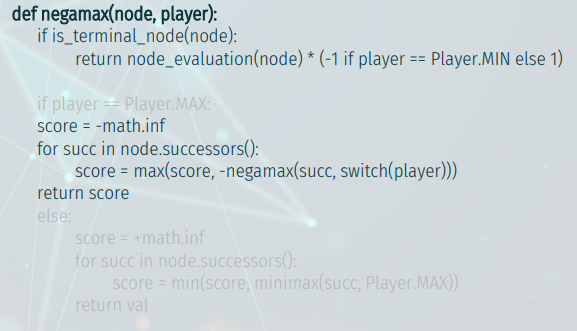 def negamax(node, player):
if is_terminal_node(node):
return node_evaluation(node) * (-1 if player == Player.MIN else 1)
if player == Player.MAX:
score = -math.inf
for succ in node.successors():
score = max(score, -negamax(succ, switch(player)))
return score
else:
score = +math.inf
for succ in node.successors():
score = min(score, minimax(succ, Player.MAX))
return val